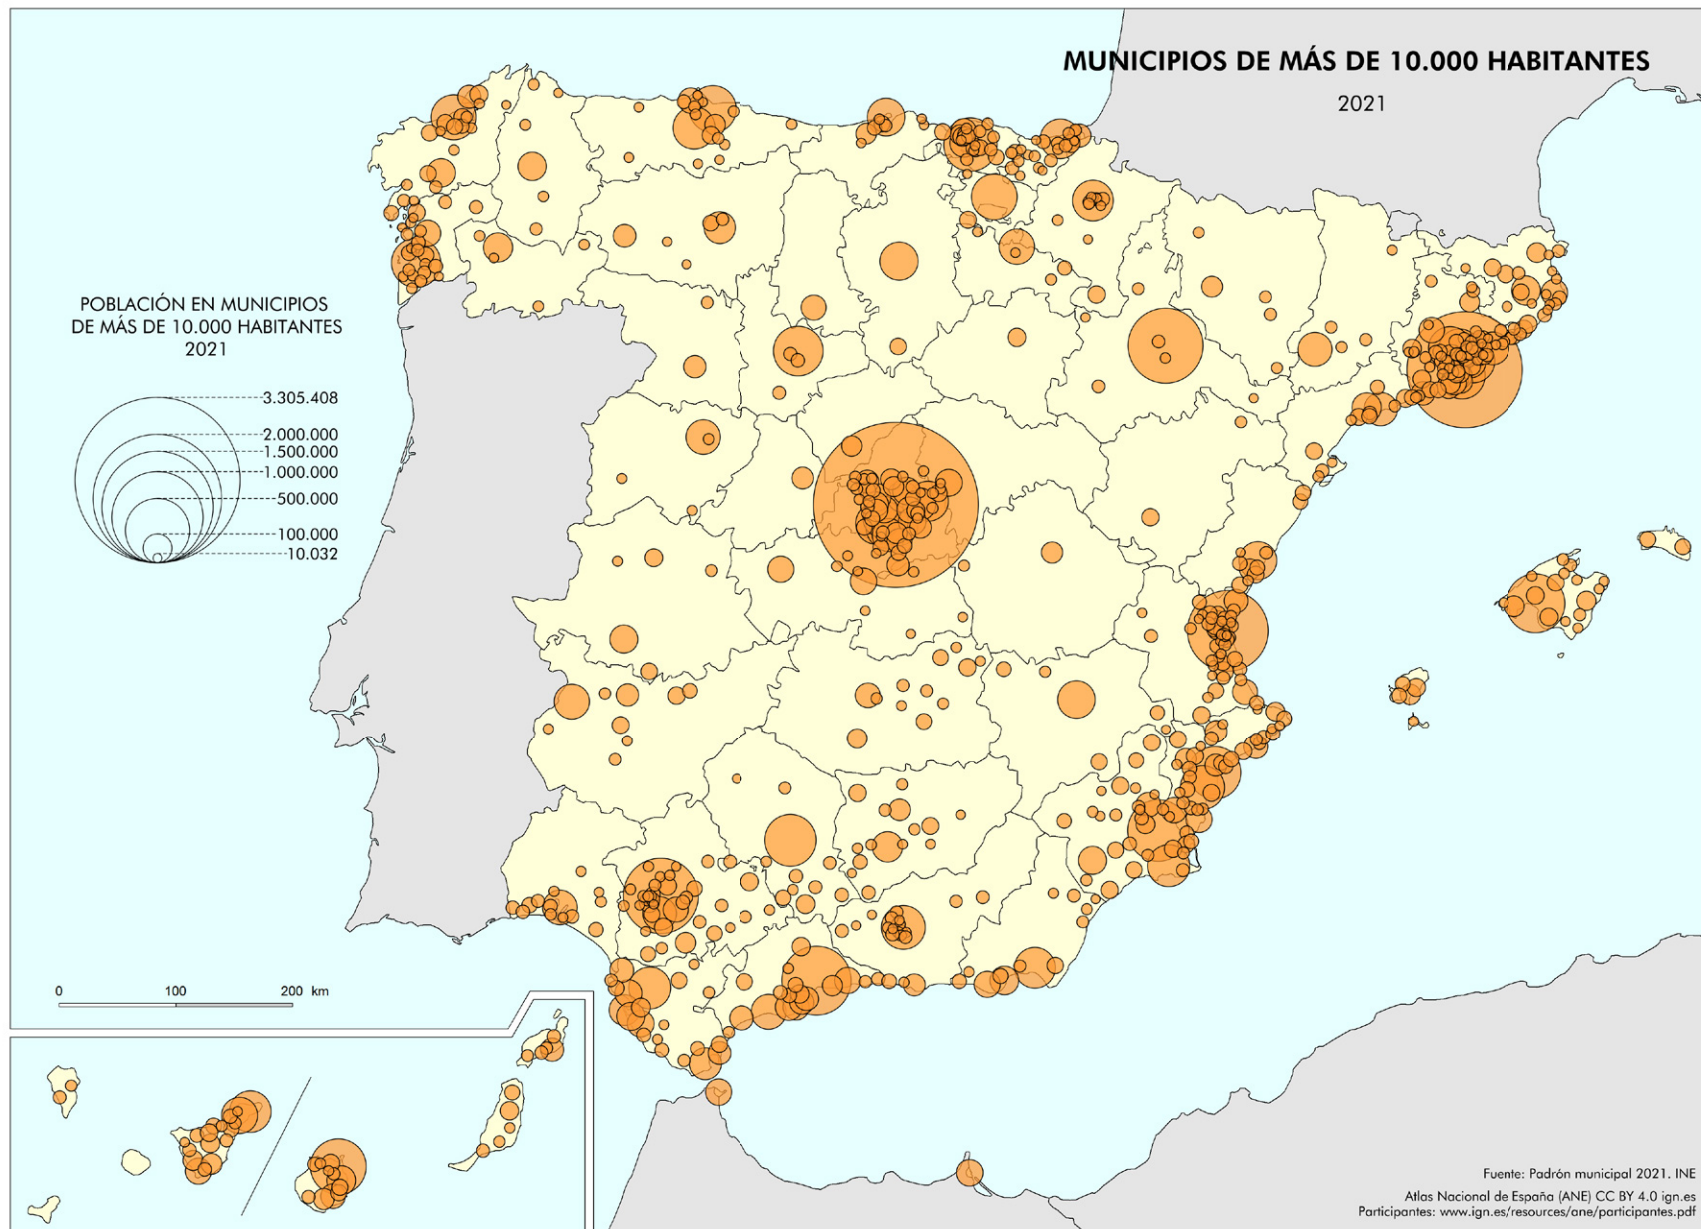 MUNICIPIOS DE MÁS DE 10.000 HABITANTES
2021
POBLACIÓN EN MUNICIPIOS
DE MÁS DE 10.000 HABITANTES
2021
3.305.408
2.000.000
1.500.000
1.000.000
500.000
100.000
10.032
0 100 200 km
Fuente: Padrón municipal 2021. INE
Atlas Nacional de España (ANE) CC BY 4.0 ign.es
Participantes: www.ign.es/resources/ane/participantes.pdf